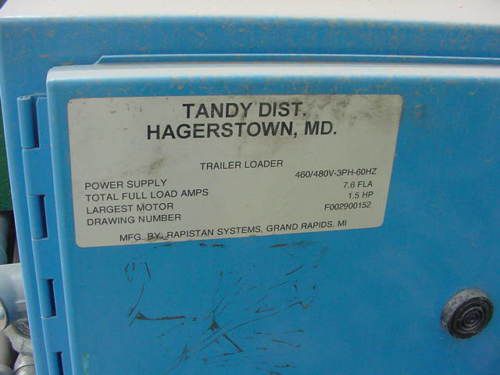 TANDY DIST.
HAGERSTOWN, MD.
TRAILER LOADER
POWER SUPPLY 460/480V-3PH-60HZ
TOTAL FULL LOAD AMPS 7.6 FLA
LARGEST MOTOR 1.5 HP
DRAWING NUMBER F002900152
MFG. BY: RAPISTAN SYSTEMS, GRAND RAPIDS, MI